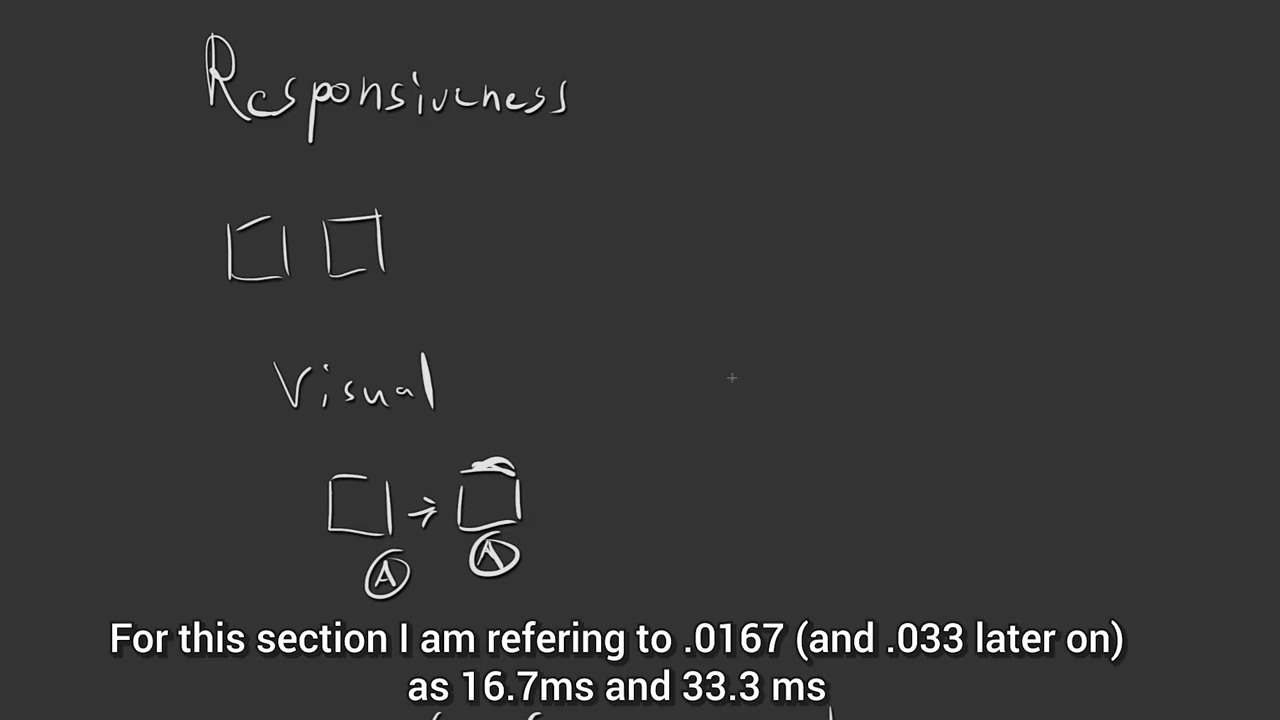 Responsiveness
Visual
A A
For this section I am refering to .0167 (and .033 later on)
as 16.7ms and 33.3 ms